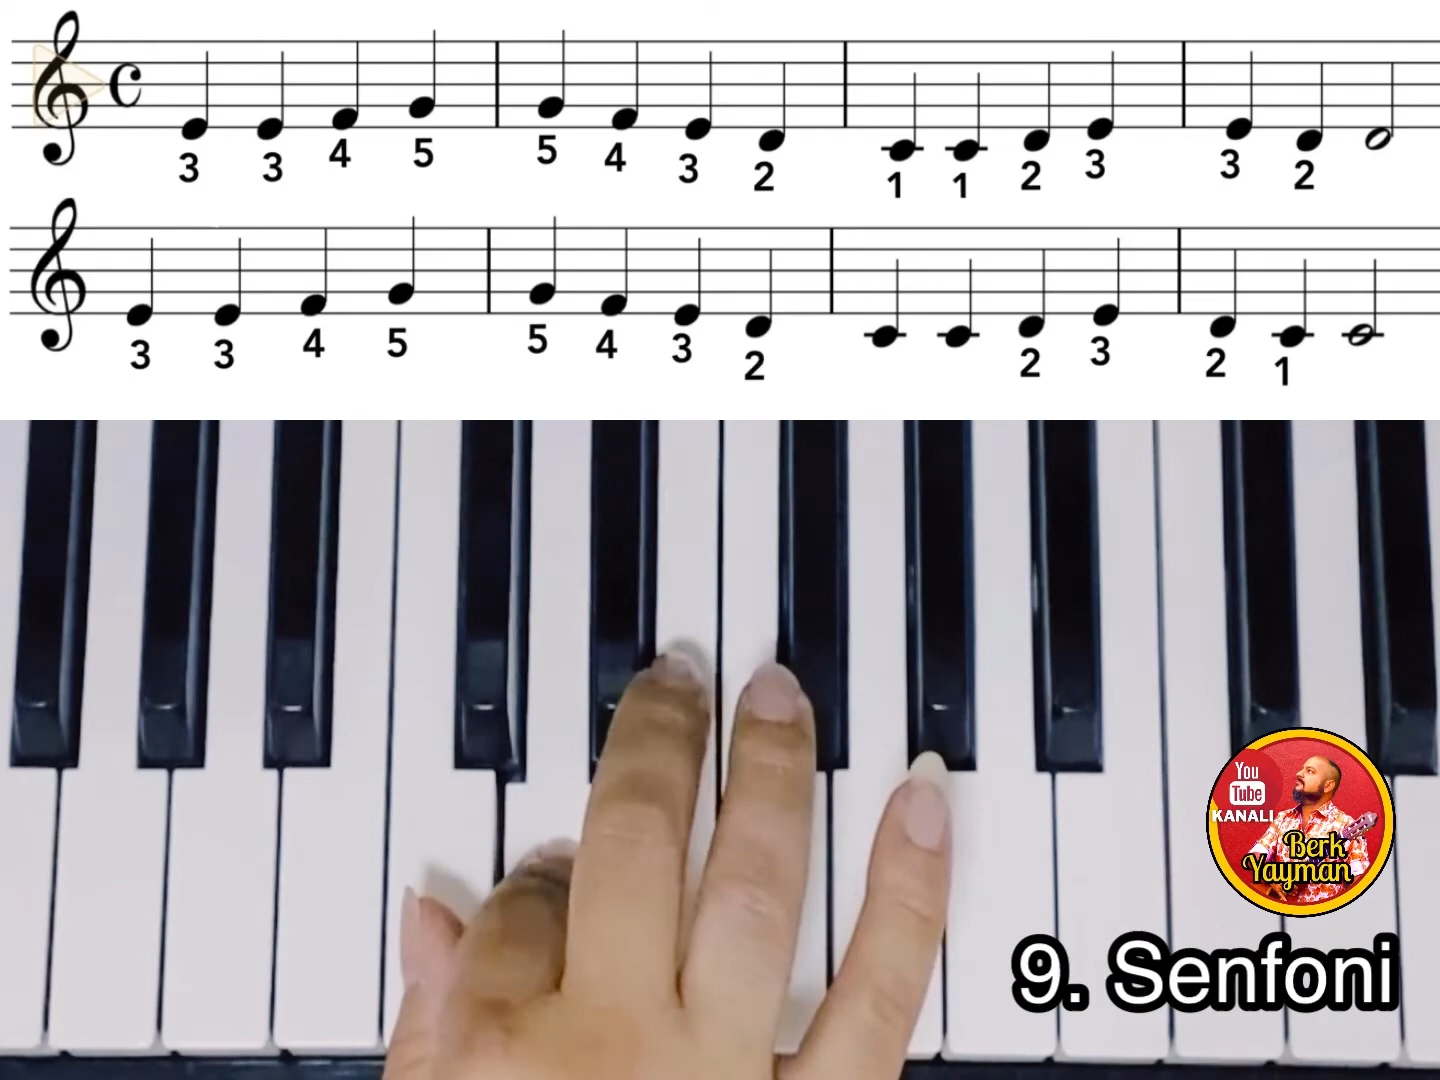 3 3 4 5 5 4 3 2 1 1 2 3 3 2
3 3 4 5 5 4 3 2 2 3 2 1
You
Tube
KANALI
Berk
Yayman
9. Senfoni